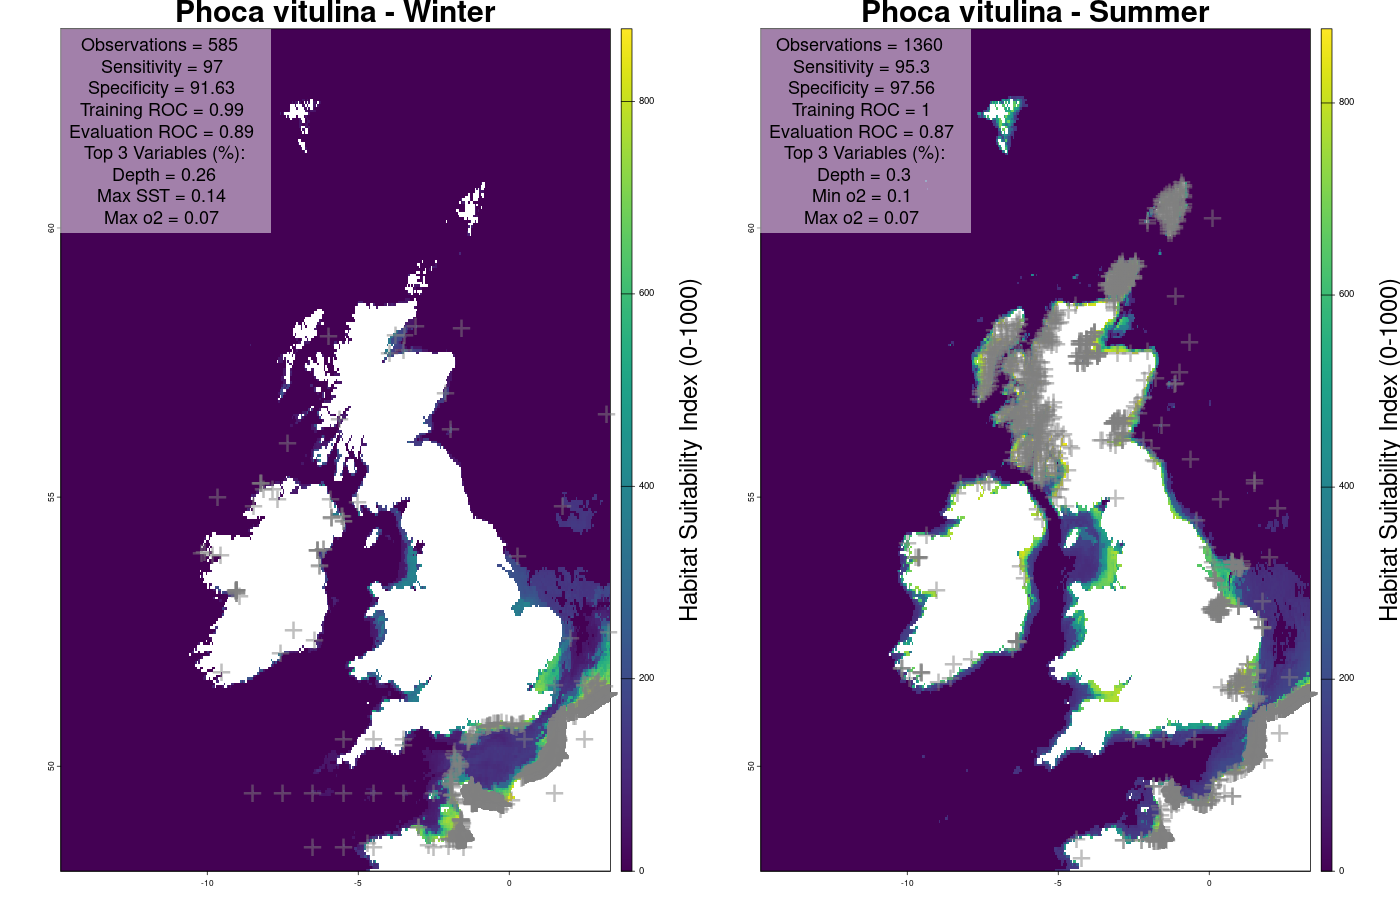 Phoca vitulina - Winter
Observations = 585
Sensitivity = 97
Specificity = 91.63
Training ROC = 0.99
Evaluation ROC = 0.89
Top 3 Variables (%):
Depth = 0.26
Max SST = 0.14
Max o2 = 0.07
60
55
50
-10
-5
0
800
600
400
200
0
Habitat Suitability Index (0-1000)
Phoca vitulina - Summer
Observations = 1360
Sensitivity = 95.3
Specificity = 97.56
Training ROC = 1
Evaluation ROC = 0.87
Top 3 Variables (%):
Depth = 0.3
Min o2 = 0.1
Max o2 = 0.07
60
55
50
-10
-5
0
800
600
400
200
0
Habitat Suitability Index (0-1000)